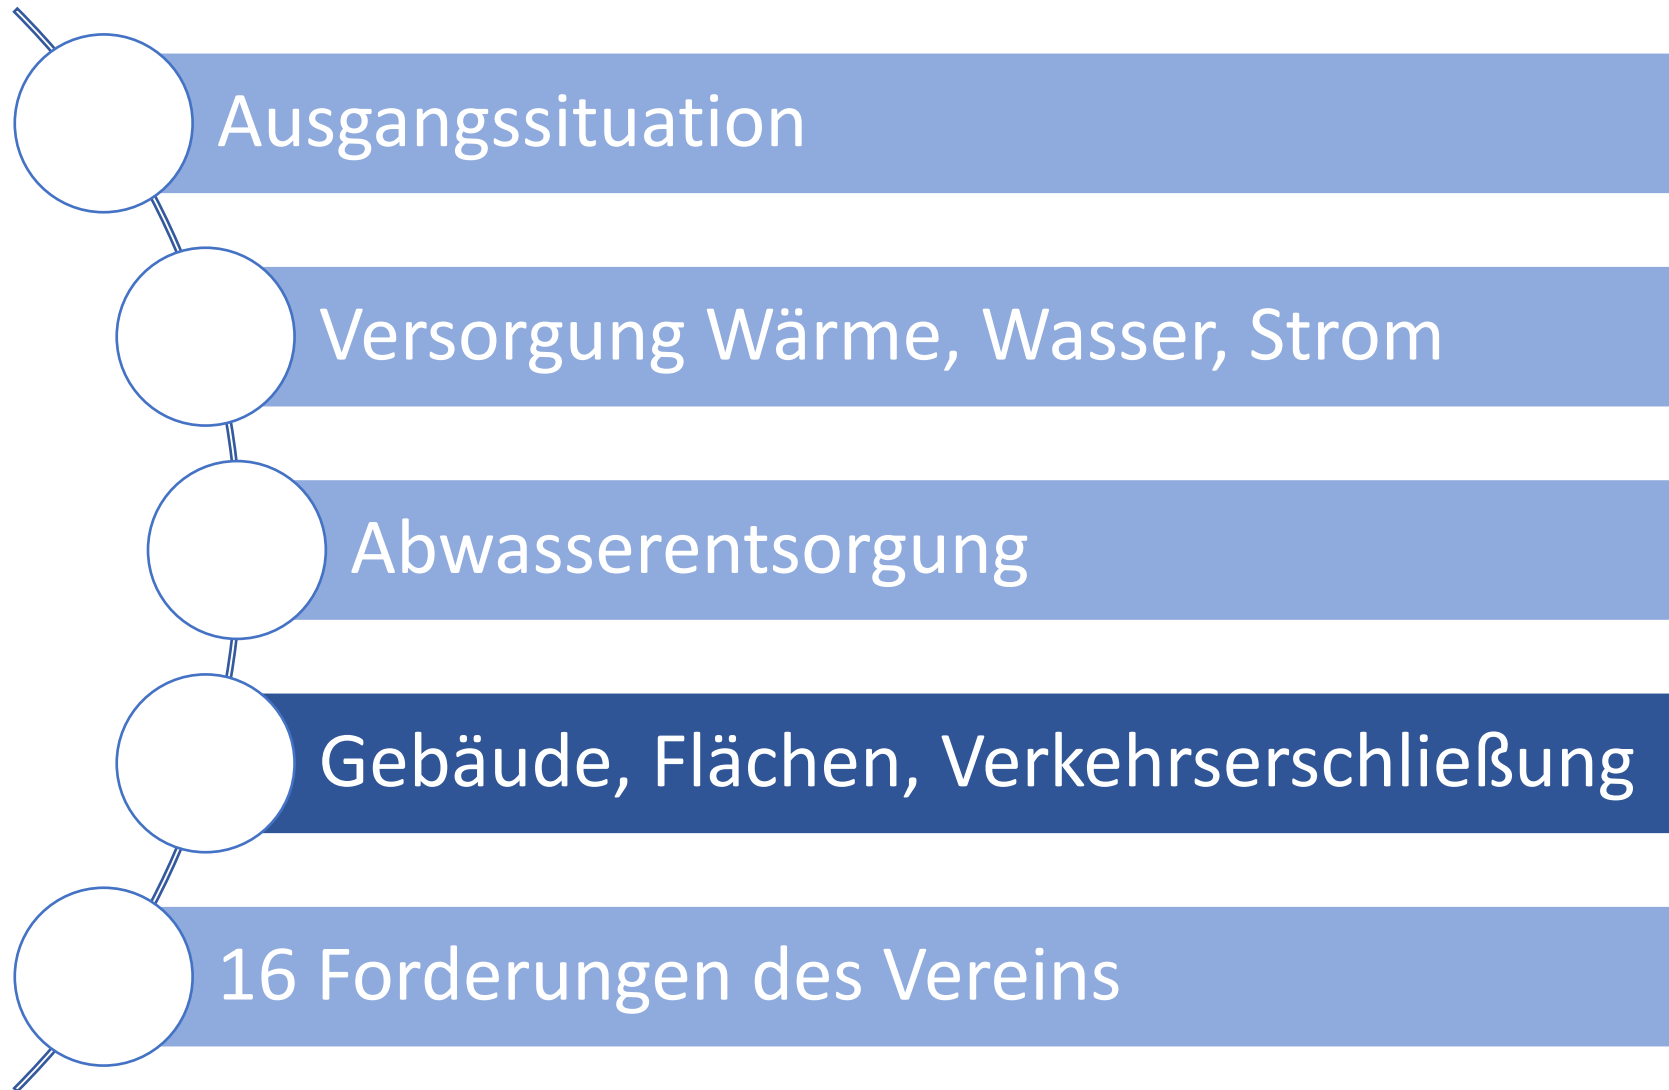 Ausgangssituation
Versorgung Wärme, Wasser, Strom
Abwasserentsorgung
Gebäude, Flächen, Verkehrserschließung
16 Forderungen des Vereins